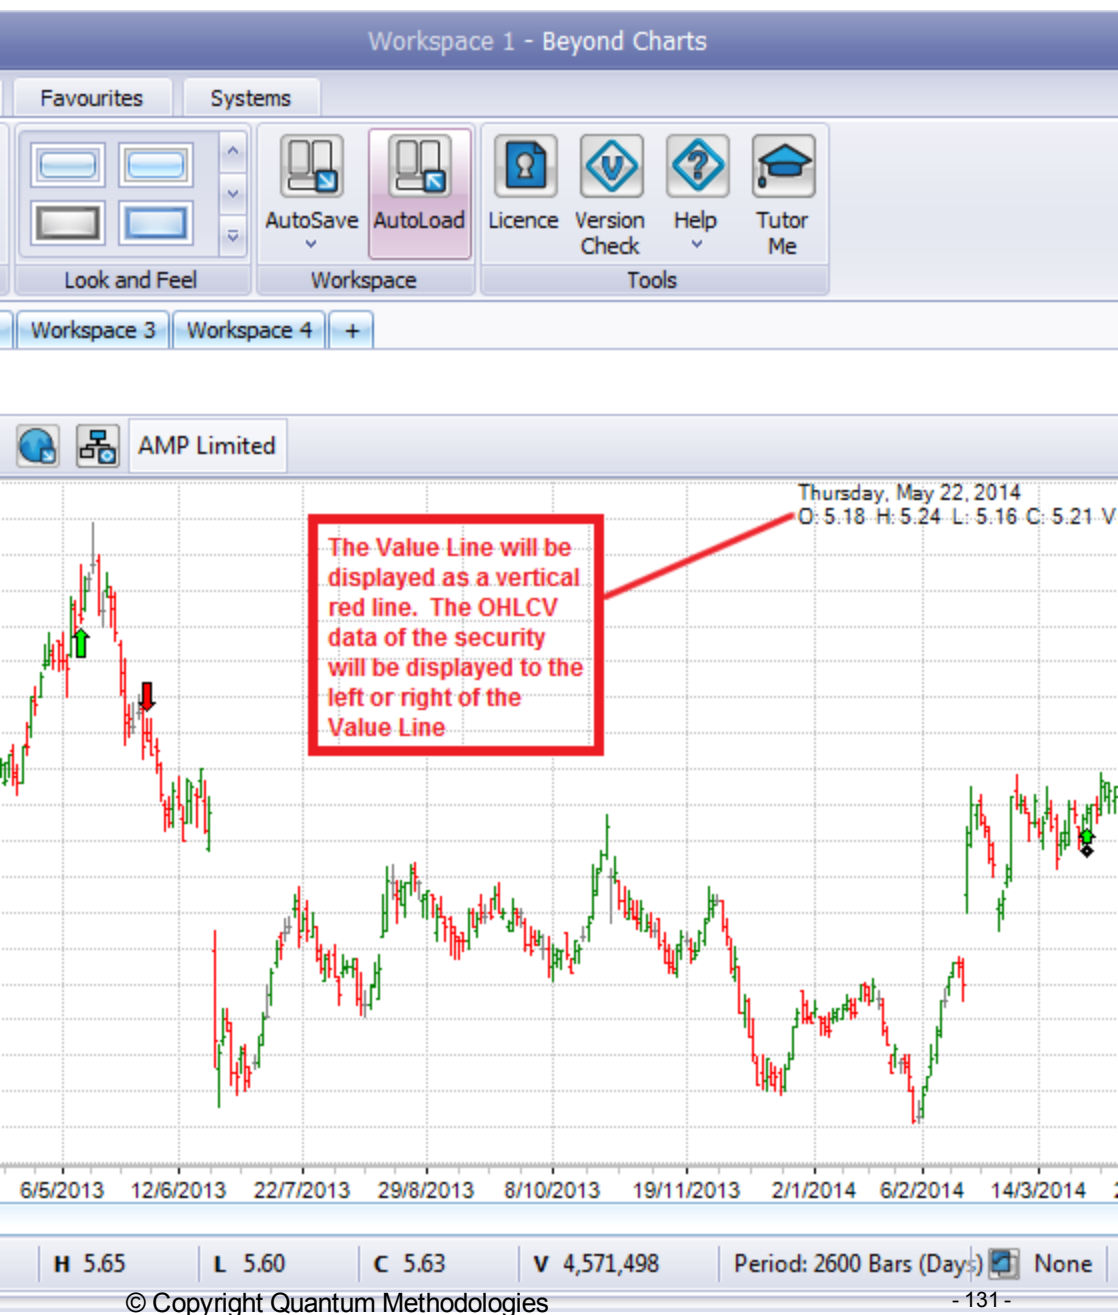 Workspace 1 - Beyond Charts
Favourites Systems
AutoSave AutoLoad Licence Version Check Help Tutor Me
Look and Feel Workspace Tools
Workspace 3 Workspace 4 +
AMP Limited
Thursday, May 22, 2014
O: 5.18 H: 5.24 L: 5.16 C: 5.21 V
The Value Line will be
displayed as a vertical
red line. The OHLCV
data of the security
will be displayed to the
left or right of the
Value Line
6/5/2013 12/6/2013 22/7/2013 29/8/2013 8/10/2013 19/11/2013 2/1/2014 6/2/2014 14/3/2014
H 5.65 L 5.60 C 5.63 V 4,571,498 Period: 2600 Bars (Days) None
© Copyright Quantum Methodologies - 131 -